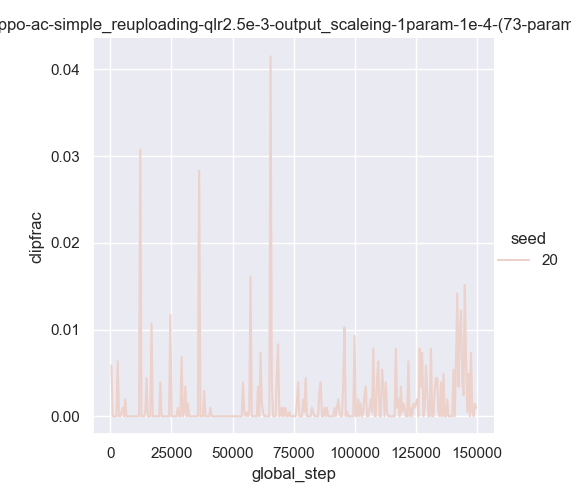 ppo-ac-simple_reuploading-qlr2.5e-3-output_scaleing-1param-1e-4-(73-param
0.04
0.03
0.02
0.01
0.00
clipfrac
0 25000 50000 75000 100000 125000 150000
global_step
seed
20